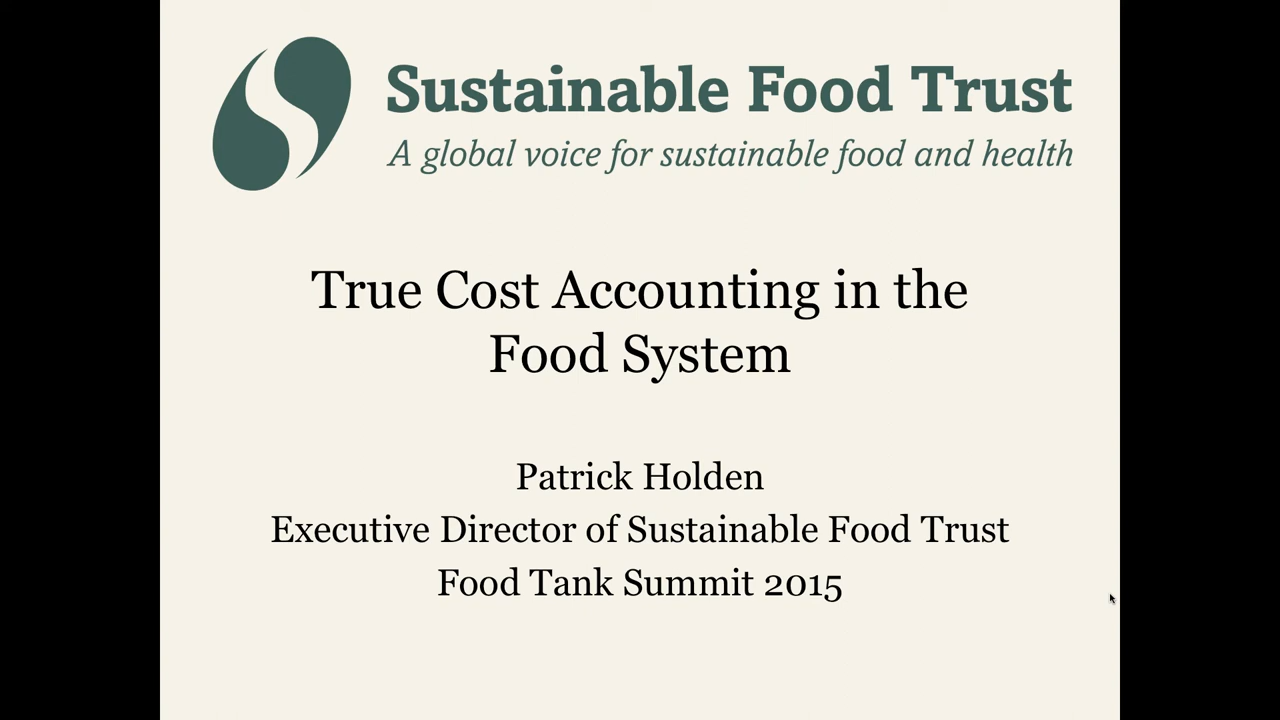 Sustainable Food Trust
A global voice for sustainable food and health
True Cost Accounting in the
Food System
Patrick Holden
Executive Director of Sustainable Food Trust
Food Tank Summit 2015